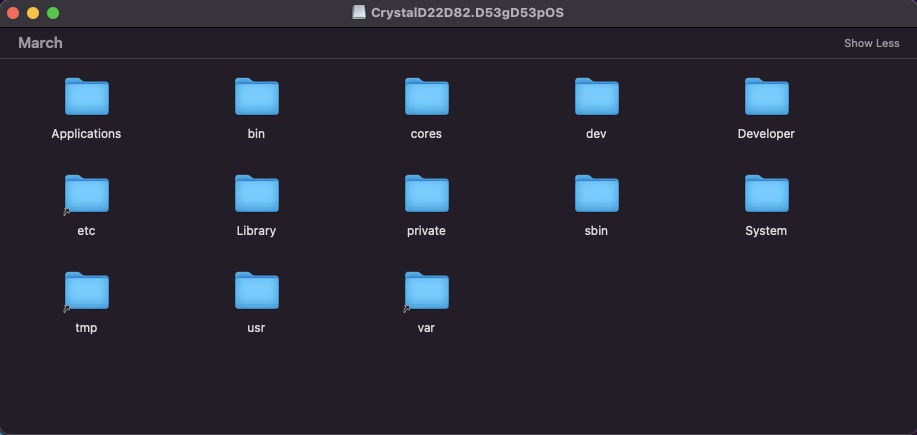 CrystalD22D82.D53gD53pOS
March Show Less
Applications bin cores dev Developer
etc Library private sbin System
tmp usr var